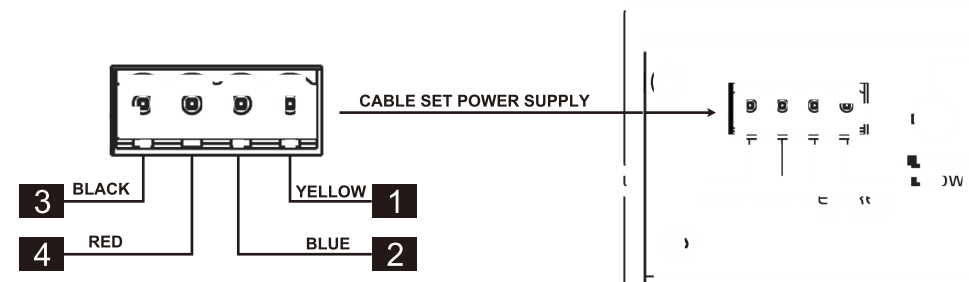 CABLE SET POWER SUPPLY
3 BLACK
YELLOW 1
4 RED
BLUE 2